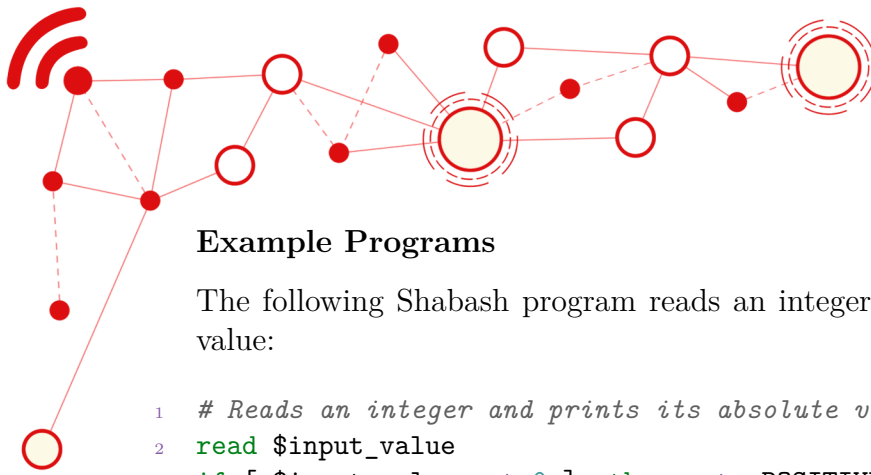 Example Programs
The following Shabash program reads an integer
value:
1 # Reads an integer and prints its absolute v
2 read $input_value